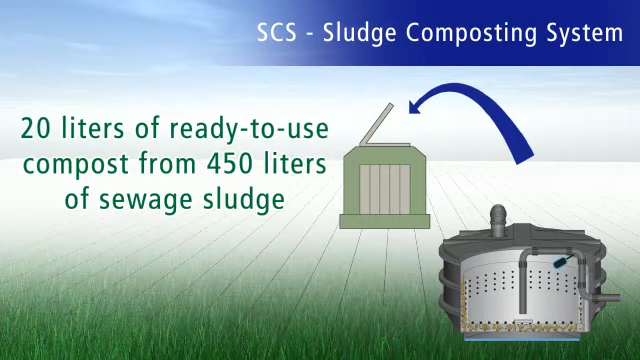 SCS - Sludge Composting System
20 liters of ready-to-use
compost from 450 liters
of sewage sludge